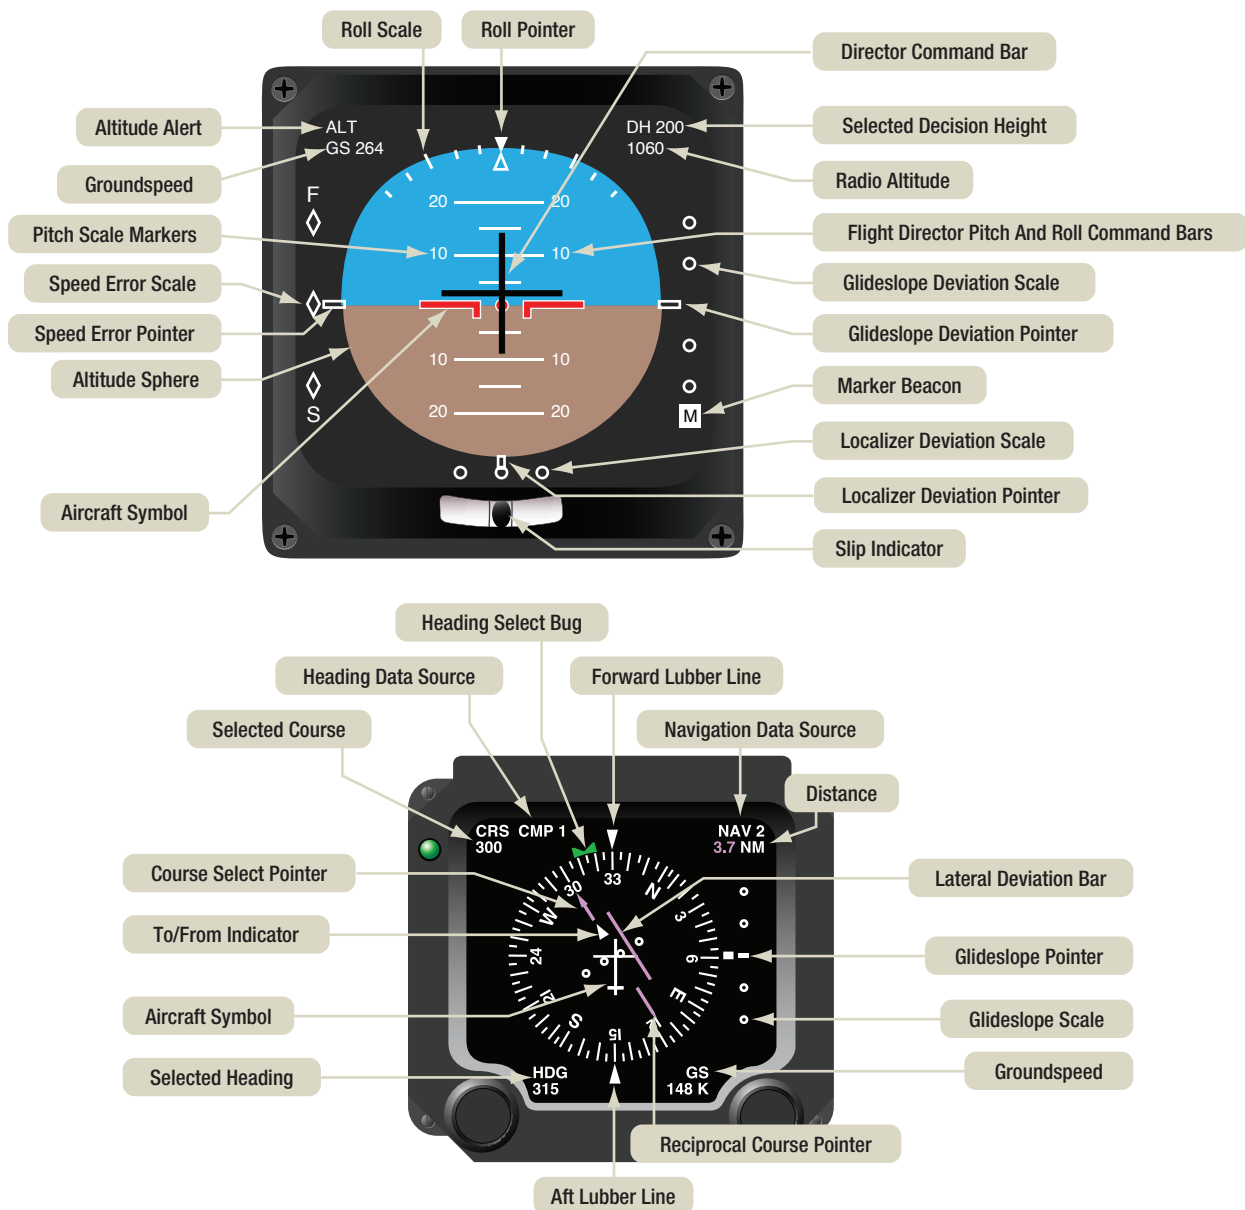 Roll Scale
Roll Pointer
Director Command Bar
Altitude Alert
ALT
DH 200
Selected Decision Height
GS 264
1060
Groundspeed
Radio Altitude
F
20 20
Pitch Scale Markers
10 10
Flight Director Pitch And Roll Command Bars
Speed Error Scale
Glideslope Deviation Scale
Speed Error Pointer
Glideslope Deviation Pointer
Altitude Sphere
10 10
Marker Beacon
S
20 20
M
Localizer Deviation Scale
Aircraft Symbol
Localizer Deviation Pointer
Slip Indicator
Heading Select Bug
Heading Data Source
Forward Lubber Line
Selected Course
Navigation Data Source
Distance
CRS CMP 1
300
NAV 2
3.7 NM
Course Select Pointer
30 33 N
Lateral Deviation Bar
W 3
To/From Indicator
24 6
Glideslope Pointer
21 E
Aircraft Symbol
S 15
Glideslope Scale
Selected Heading
HDG
315
GS
148 K
Groundspeed
Reciprocal Course Pointer
Aft Lubber Line